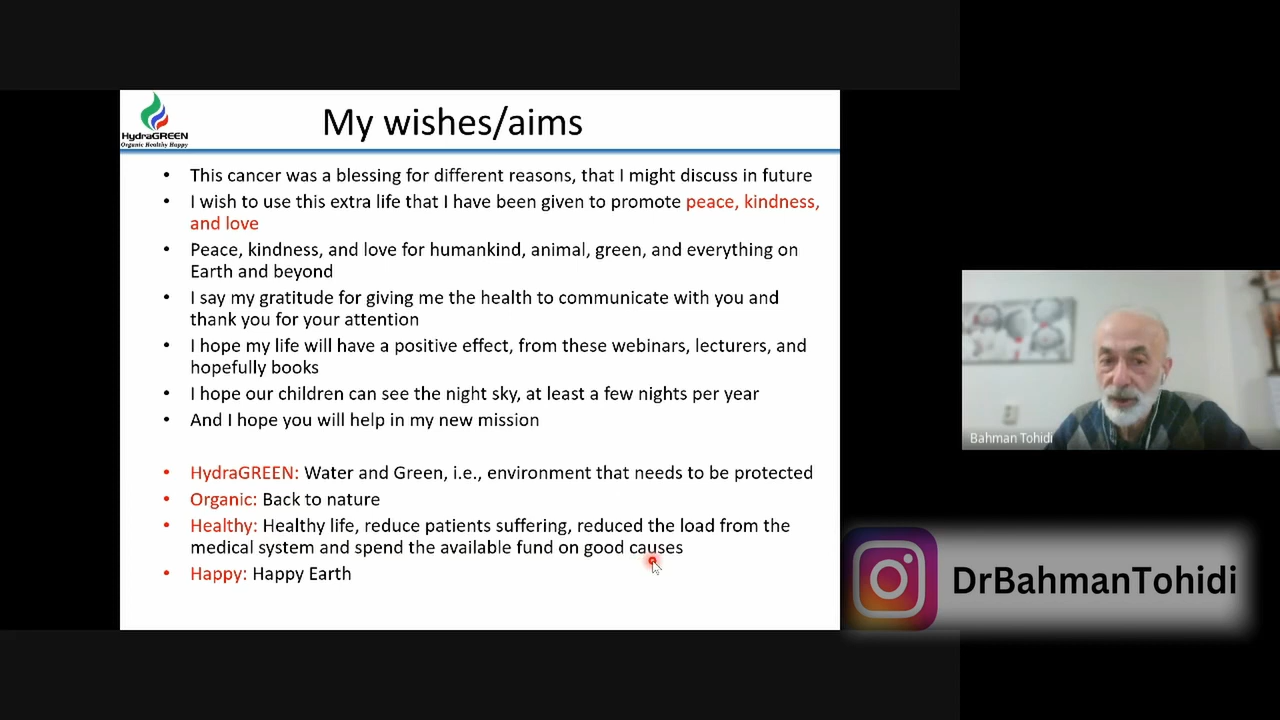 HydraGREEN
Organic Healthy Happy
My wishes/aims
• This cancer was a blessing for different reasons, that I might discuss in future
• I wish to use this extra life that I have been given to promote peace, kindness,
and love
• Peace, kindness, and love for humankind, animal, green, and everything on
Earth and beyond
• I say my gratitude for giving me the health to communicate with you and
thank you for your attention
• I hope my life will have a positive effect, from these webinars, lecturers, and
hopefully books
• I hope our children can see the night sky, at least a few nights per year
• And I hope you will help in my new mission
• HydraGREEN: Water and Green, i.e., environment that needs to be protected
• Organic: Back to nature
• Healthy: Healthy life, reduce patients suffering, reduced the load from the
medical system and spend the available fund on good causes
• Happy: Happy Earth
Bahman Tohidi
DrBahmanTohidi